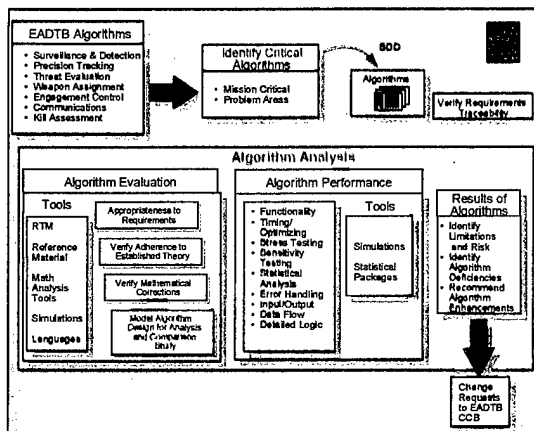 EADTB Algorithms
• Surveillance & Detection
• Precision Tracking
• Threat Evaluation
• Weapon Assignment
• Engagement Control
• Communications
• Kill Assessment
Identify Critical
Algorithms
• Mission Critical
• Problem Areas
SDD
Algorithms
Verify Requirements
Traceability
Algorithm Analysis
Algorithm Evaluation
Tools
RTM
Reference
Material
Math
Analysis
Tools
Simulations
Languages
Appropriateness to
Requirements
Verify Adherence to
Established Theory
Verify Mathematical
Corrections
Model Algorithm
Design for Analysis
and Comparison
Study
Algorithm Performance
• Functionality
• Timing/
Optimizing
• Stress Testing
• Sensitivity
Testing
• Statistical
Analysis
• Error Handling
• Input/Output
• Data Flow
• Detailed Logic
Tools
Simulations
Statistical
Packages
Results of
Algorithms
• Identify
Limitations
and Risk
• Identify
Algorithm
Deficiencies
• Recommend
Algorithm
Enhancements
Change
Requests
to EADTB
CCB